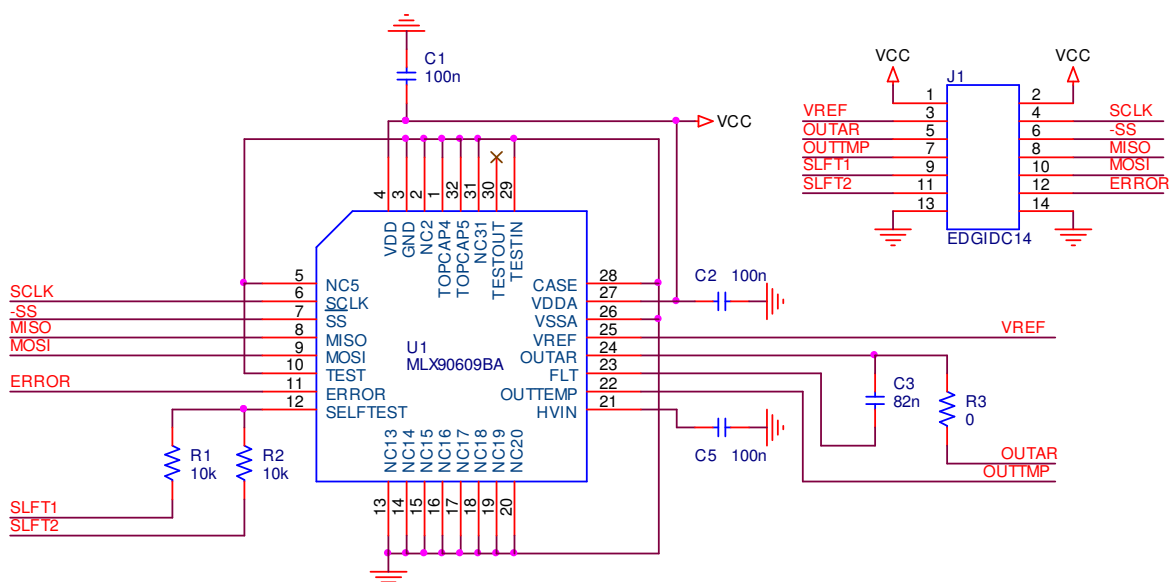 C1
100n
VCC
4
3
2
1
32
31
30
29
VDD
GND
NC2
TOPCAP4
TOPCAP5
NC31
TESTOUT
TESTIN
5 NC5
SCLK 6 SCLK
-SS 7 SS
MISO 8 MISO
MOSI 9 MOSI
10 TEST
ERROR 11 ERROR
12 SELFTEST
U1
MLX90609BA
CASE 28
VDDA 27
VSSA 26
VREF 25 VREF
OUTAR 24
FLT 23
OUTTEMP 22
HVIN 21
C2 100n
C3
82n
R3
0
C5 100n
OUTAR
OUTTMP
R1
10k
R2
10k
SLFT1
SLFT2
NC13
NC14
NC15
NC16
NC17
NC18
NC19
NC20
13
14
15
16
17
18
19
20
VCC VCC
J1
1 2
VREF 3 4 SCLK
OUTAR 5 6 -SS
OUTTMP 7 8 MISO
SLFT1 9 10 MOSI
SLFT2 11 12 ERROR
13 14
EDGIDC14